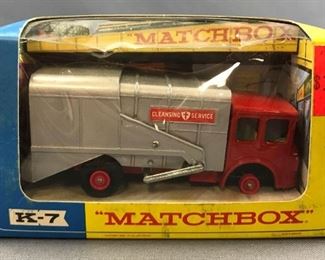 "MATCHBOX"
CLEANSING SERVICE
K-7
"MATCHBOX"